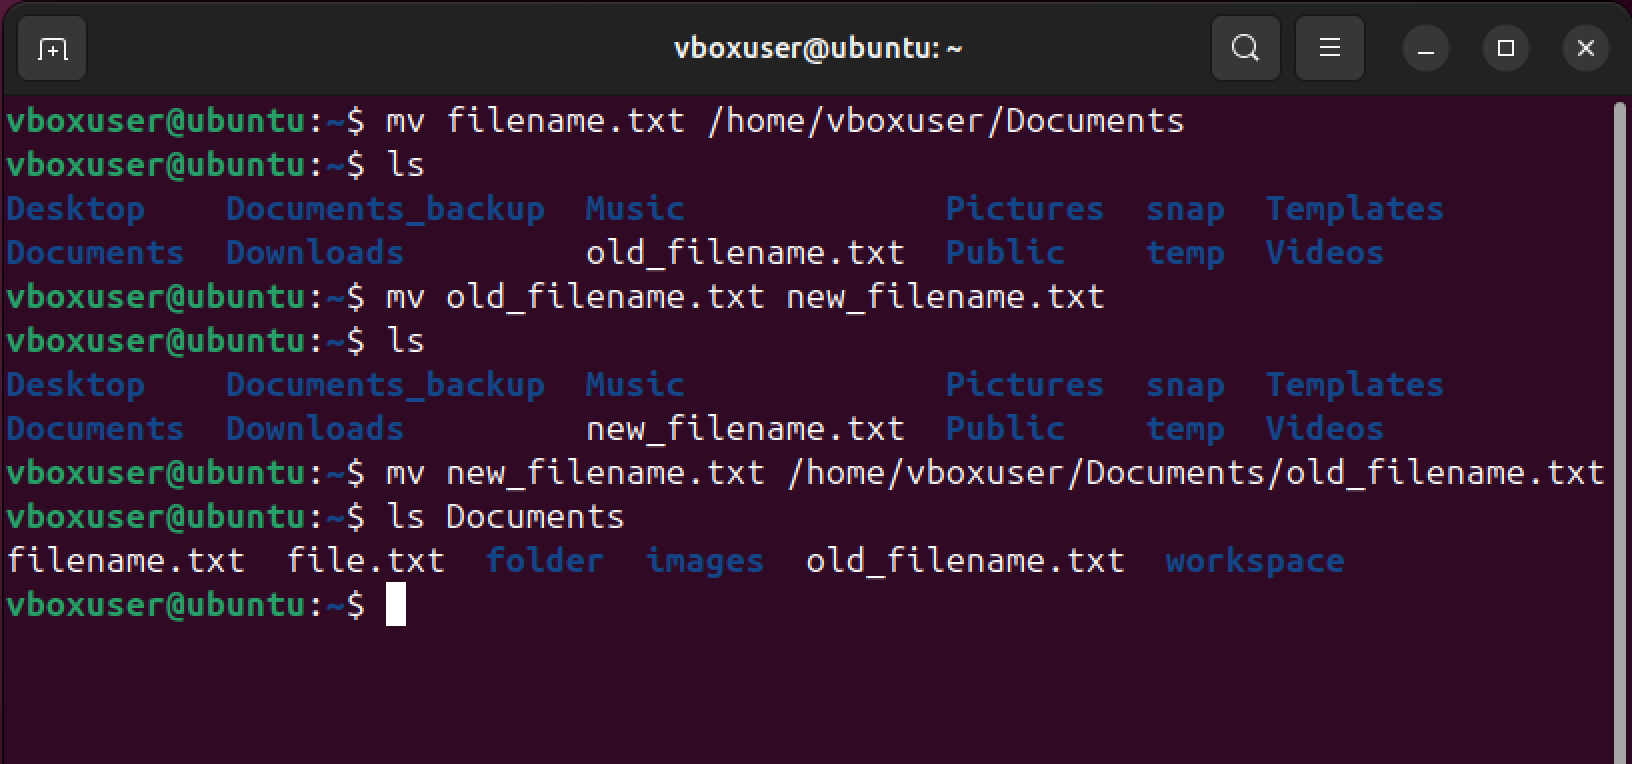 vboxuser@ubuntu: ~
vboxuser@ubuntu:~$ mv filename.txt /home/vboxuser/Documents
vboxuser@ubuntu:~$ ls
Desktop    Documents_backup  Music             Pictures  snap  Templates
Documents  Downloads         old_filename.txt  Public    temp  Videos
vboxuser@ubuntu:~$ mv old_filename.txt new_filename.txt
vboxuser@ubuntu:~$ ls
Desktop    Documents_backup  Music             Pictures  snap  Templates
Documents  Downloads         new_filename.txt  Public    temp  Videos
vboxuser@ubuntu:~$ mv new_filename.txt /home/vboxuser/Documents/old_filename.txt
vboxuser@ubuntu:~$ ls Documents
filename.txt  file.txt  folder  images  old_filename.txt  workspace
vboxuser@ubuntu:~$